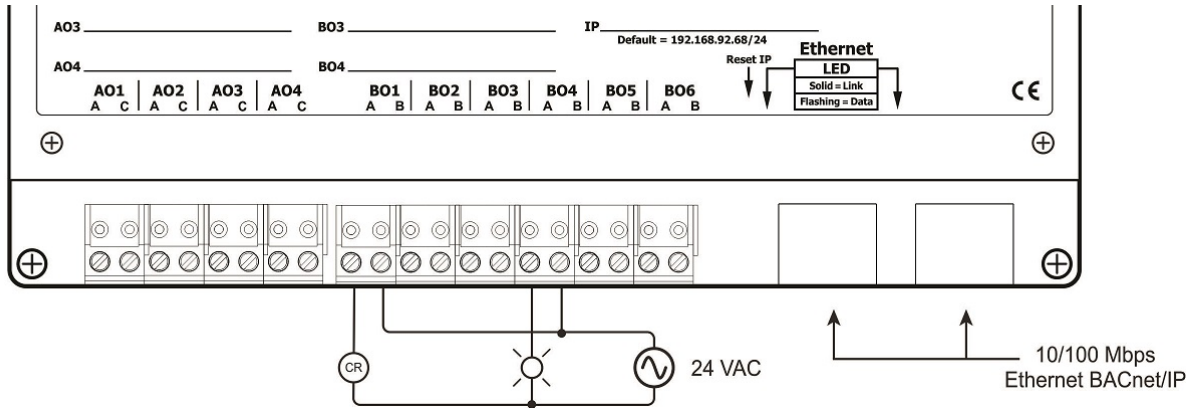 AO3 BO3 IP
Default = 192.168.92.68/24
Ethernet
Reset IP
LED
AO4 BO4
Solid = Link
Flashing = Data
AO1 AO2 AO3 AO4 BO1 BO2 BO3 BO4 BO5 BO6
A C A C A C A C A B A B A B A B A B A B
CE
CR
24 VAC
10/100 Mbps
Ethernet BACnet/IP